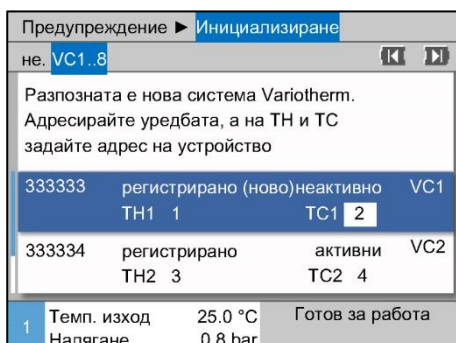 Предупреждение ► Инициализиране
не. VC1..8
Разпозната е нова система Variotherm.
Адресирайте уредбата, а на TH и TC
задайте адрес на устройство
333333 регистрирано (ново)неактивно VC1
TH1 1 TC1 2
333334 регистрирано активни VC2
TH2 3 TC2 4
1 Темп. изход 25.0 °C Готов за работа
Налягане 0.8 bar